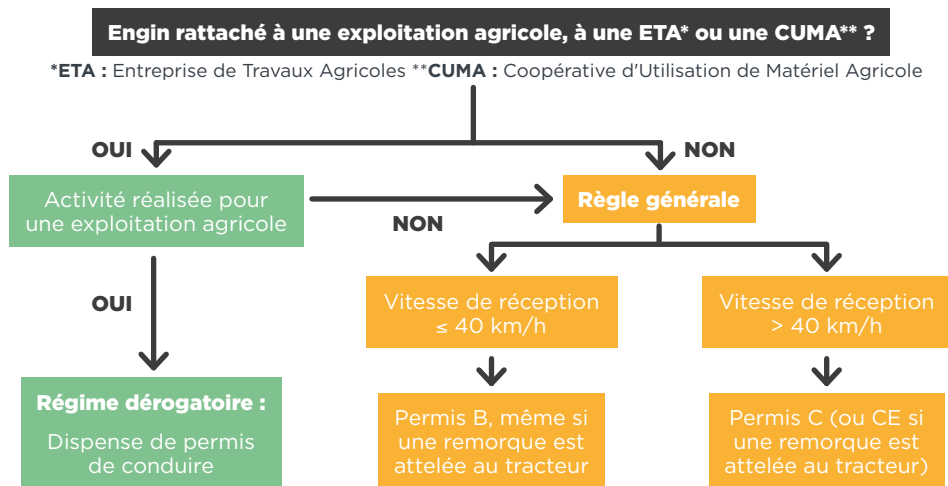 Engin rattaché à une exploitation agricole, à une ETA* ou une CUMA** ?
*ETA : Entreprise de Travaux Agricoles **CUMA : Coopérative d'Utilisation de Matériel Agricole
OUI
NON
Activité réalisée pour
une exploitation agricole
NON
Règle générale
OUI
Vitesse de réception
≤ 40 km/h
Vitesse de réception
> 40 km/h
Régime dérogatoire :
Dispense de permis
de conduire
Permis B, même si
une remorque est
attelée au tracteur
Permis C (ou CE si
une remorque est
attelée au tracteur)